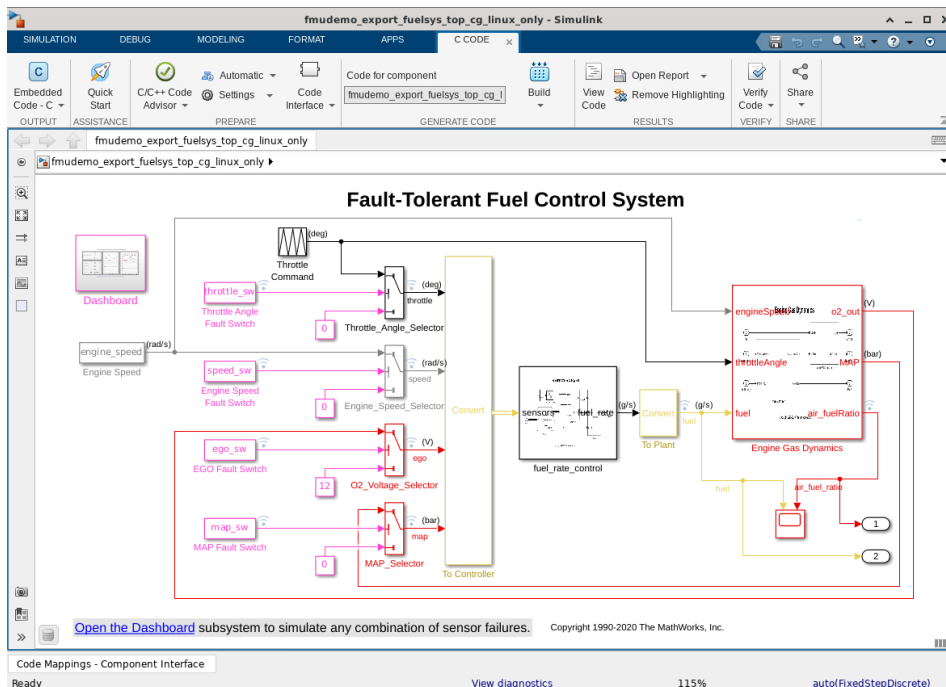 fmudemo_export_fuelsys_top_cg_linux_only - Simulink
SIMULATION DEBUG MODELING FORMAT APPS C CODE
Embedded Code - C
Quick Start
C/C++ Code Advisor
Automatic
Settings
Code Interface
Code for component
fmudemo_export_fuelsys_top_cg_l
Build
View Code
Open Report
Remove Highlighting
Verify Code
Share
OUTPUT ASSISTANCE PREPARE GENERATE CODE RESULTS VERIFY SHARE
fmudemo_export_fuelsys_top_cg_linux_only
fmudemo_export_fuelsys_top_cg_linux_only
Fault-Tolerant Fuel Control System
Dashboard
(deg)
Throttle
Command
throttle_sw
Throttle Angle
Fault Switch
0
(deg)
throttle
Throttle_Angle_Selector
engine_speed
(rad/s)
Engine Speed
speed_sw
Engine Speed
Fault Switch
0
(rad/s)
speed
Engine_Speed_Selector
ego_sw
EGO Fault Switch
12
(V)
ego
O2_Voltage_Selector
map_sw
MAP Fault Switch
0
(bar)
map
MAP_Selector
Convert
To Controller
sensors
fuel_rate
fuel_rate_control
(g/s)
Convert
To Plant
(g/s)
fuel
fuel
engineSpeed
throttleAngle
fuel
o2_out
MAP
air_fuelRatio
Engine Gas Dynamics
(V)
(bar)
air_fuel_ratio
1
2
Open the Dashboard subsystem to simulate any combination of sensor failures.
Copyright 1990-2020 The MathWorks, Inc.
Code Mappings - Component Interface
Ready View diagnostics 115% auto(FixedStepDiscrete)